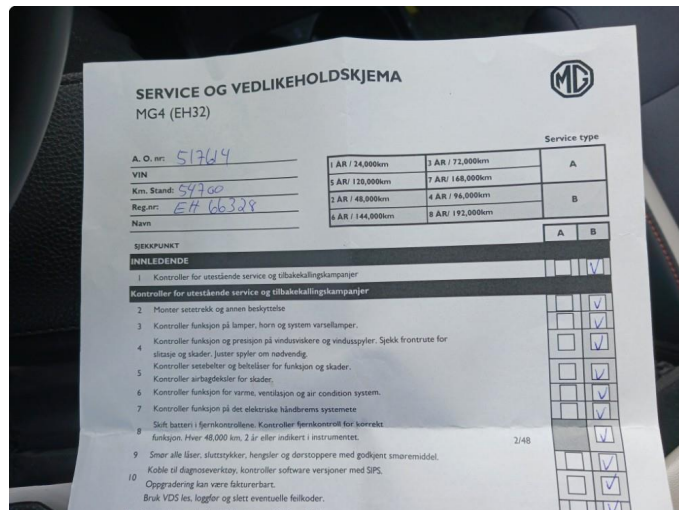 SERVICE OG VEDLIKEHOLDSKJEMA
MG
MG4 (EH32)
Service type
A. O. nr: 517614
VIN
Km. Stand: 54700
Reg.nr: EH 66328
Navn
1 ÅR / 24,000km 3 ÅR / 72,000km A
5 ÅR/ 120,000km 7 ÅR/ 168,000km
2 ÅR / 48,000km 4 ÅR / 96,000km B
6 ÅR / 144,000km 8 ÅR/ 192,000km
SJEKKPUNKT A B
INNLEDENDE
1 Kontroller for utestående service og tilbakekallingskampanjer
Kontroller for utestående service og tilbakekallingskampanjer
2 Monter setetrekk og annen beskyttelse
3 Kontroller funksjon på lamper, horn og system varsellamper.
4 Kontroller funksjon og presisjon på vindusviskere og vindusspyler. Sjekk frontrute for
slitasje og skader. Juster spyler om nødvendig.
5 Kontroller setebelter og beltelåser for funksjon og skader.
Kontroller airbagdeksler for skader.
6 Kontroller funksjon for varme, ventilasjon og air condition system.
7 Kontroller funksjon på det elektriske håndbrems systemete
8 Skift batteri i fjernkontrollene. Kontroller fjernkontroll for korrekt
funksjon. Hver 48,000 km, 2 år eller indikert i instrumentet. 2/48
9 Smør alle låser, sluttstykker, hengsler og dørstoppere med godkjent smøremiddel.
10 Koble til diagnoseverktøy, kontroller software versjoner med SIPS.
Oppgradering kan være fakturerbart.
Bruk VDS les, loggfør og slett eventuelle feilkoder.